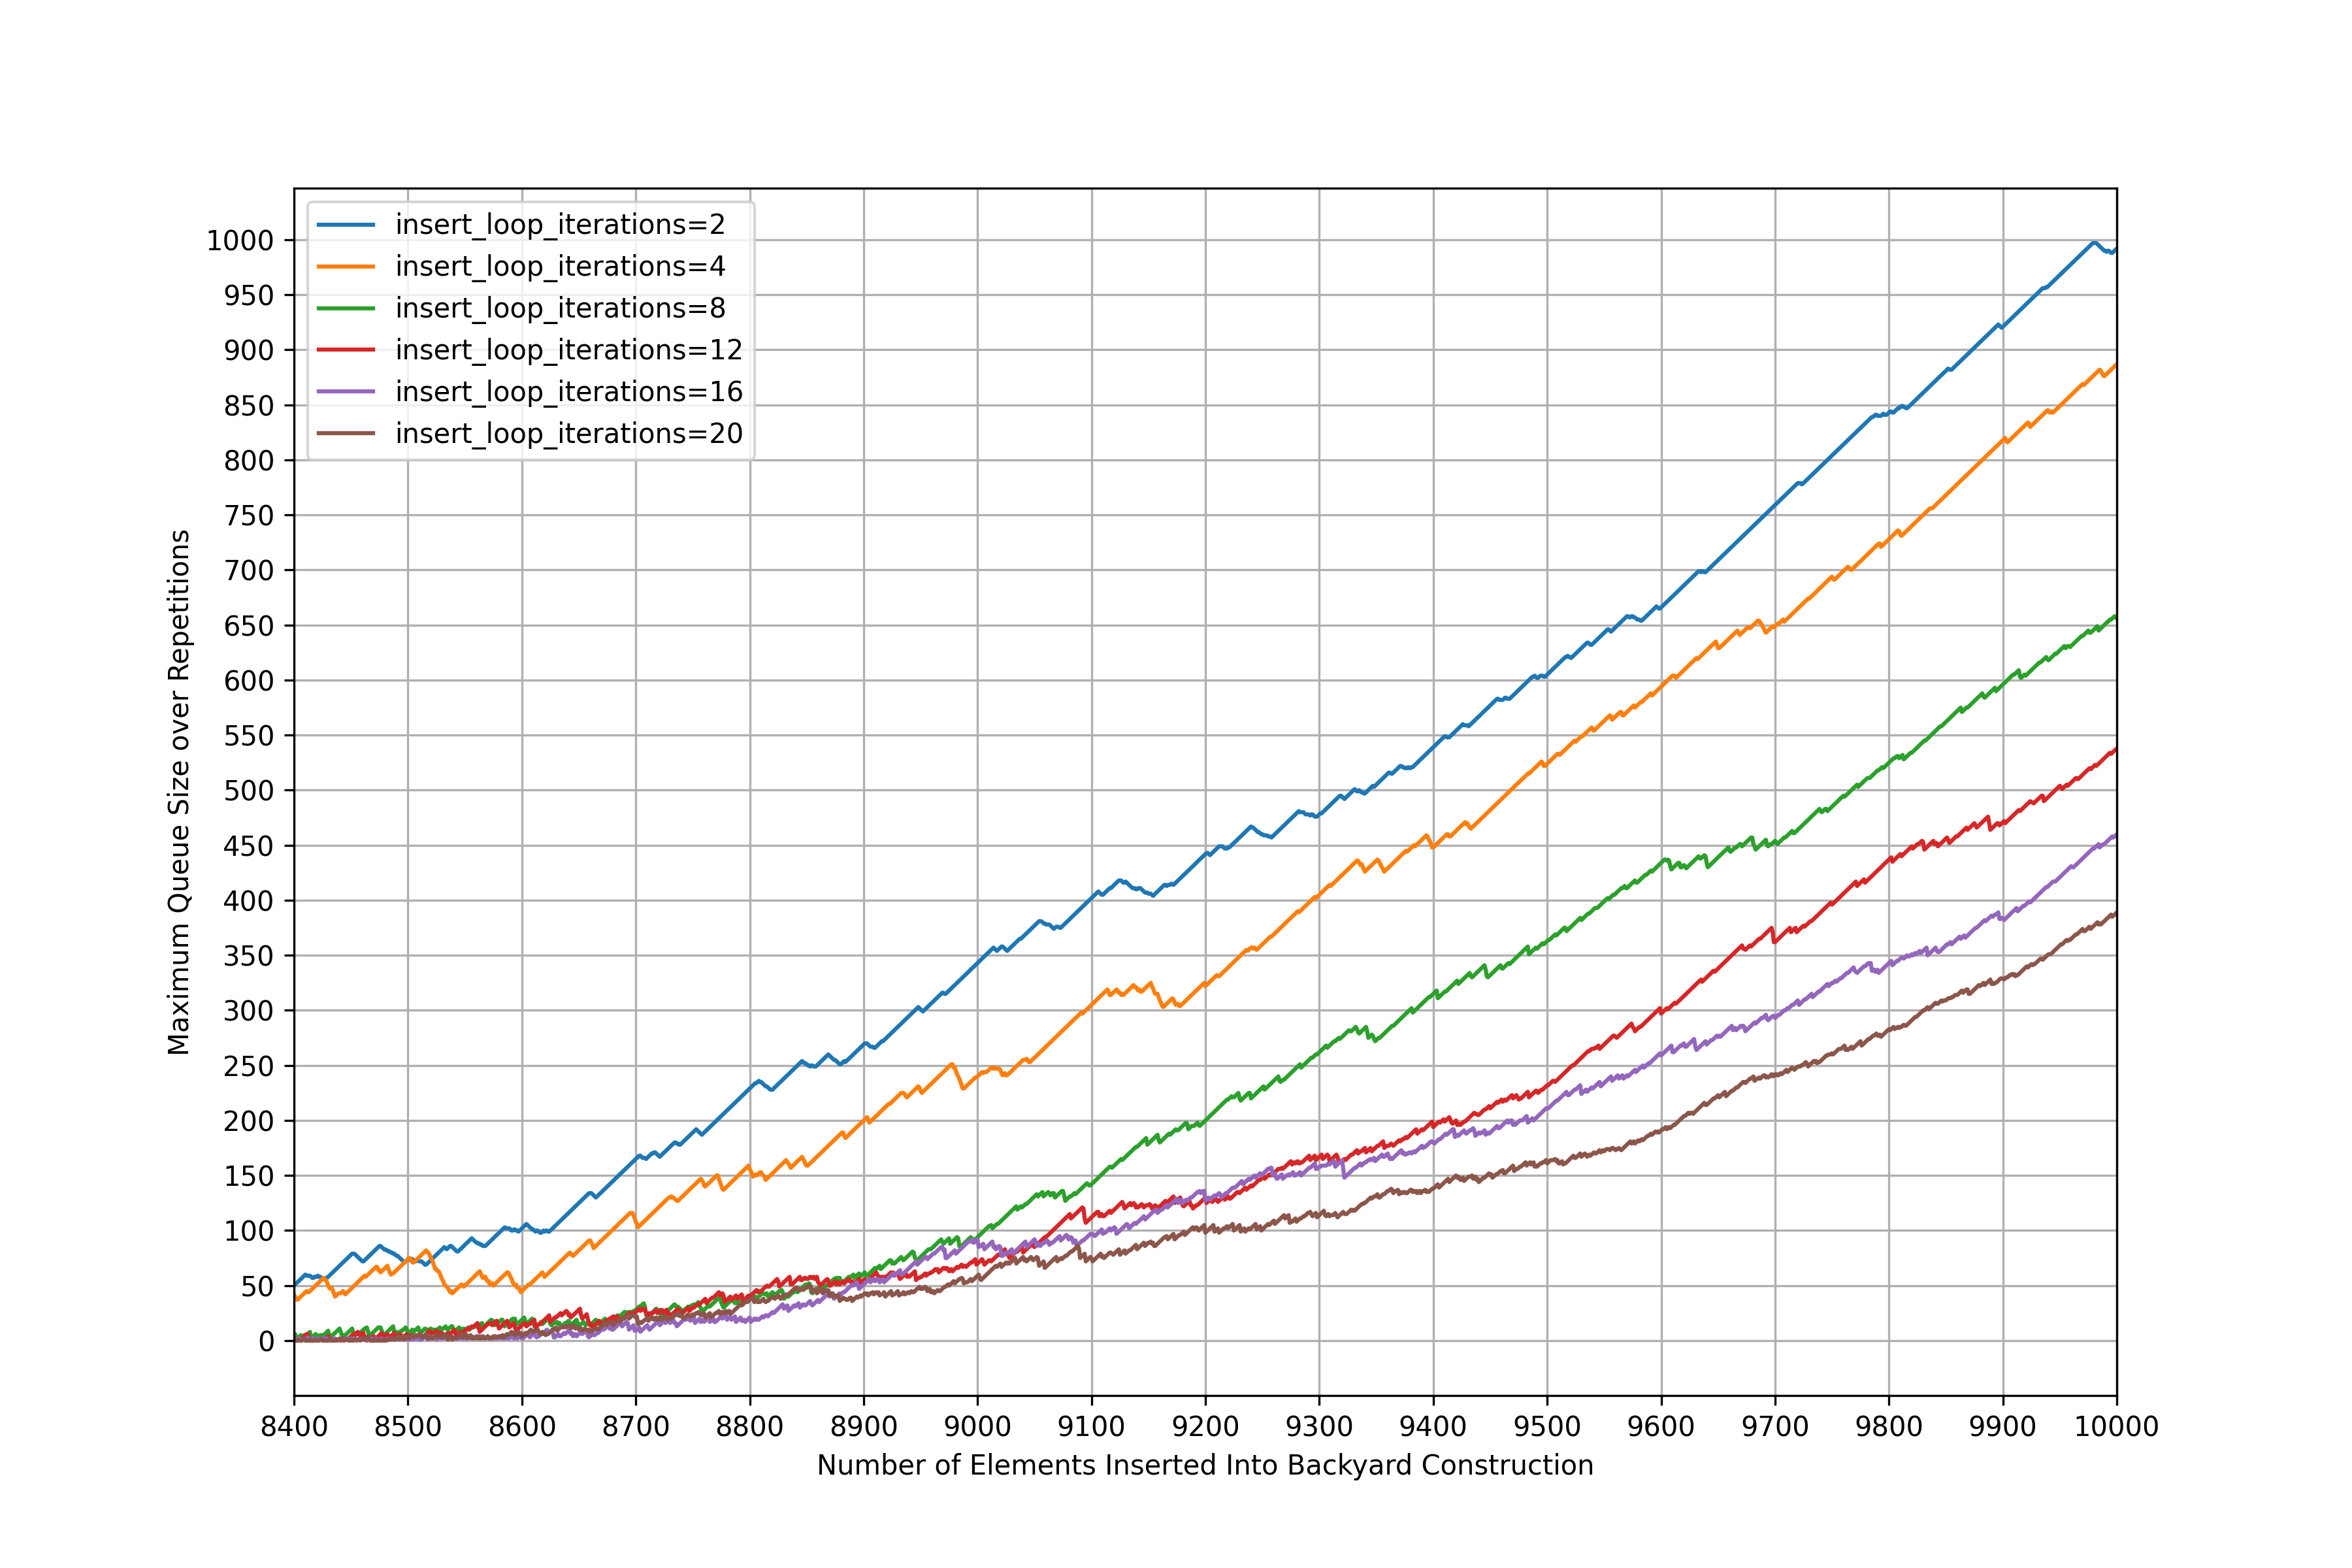 insert_loop_iterations=2
insert_loop_iterations=4
insert_loop_iterations=8
insert_loop_iterations=12
insert_loop_iterations=16
insert_loop_iterations=20
1000
950
900
850
800
750
700
650
600
550
500
450
400
350
300
250
200
150
100
50
0
Maximum Queue Size over Repetitions
8400 8500 8600 8700 8800 8900 9000 9100 9200 9300 9400 9500 9600 9700 9800 9900 10000
Number of Elements Inserted Into Backyard Construction